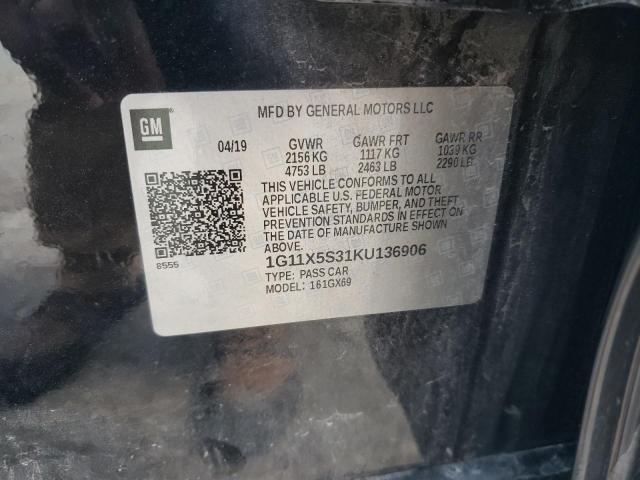 GM
MFD BY GENERAL MOTORS LLC
04/19 GVWR GAWR FRT GAWR RR
2156 KG 1117 KG 1039 KG
4753 LB 2463 LB 2290 LB
THIS VEHICLE CONFORMS TO ALL
APPLICABLE U.S. FEDERAL MOTOR
VEHICLE SAFETY, BUMPER, AND THEFT
PREVENTION STANDARDS IN EFFECT ON
THE DATE OF MANUFACTURE SHOWN
ABOVE.
8555
1G11X5S31KU136906
TYPE: PASS CAR
MODEL: 161GX69